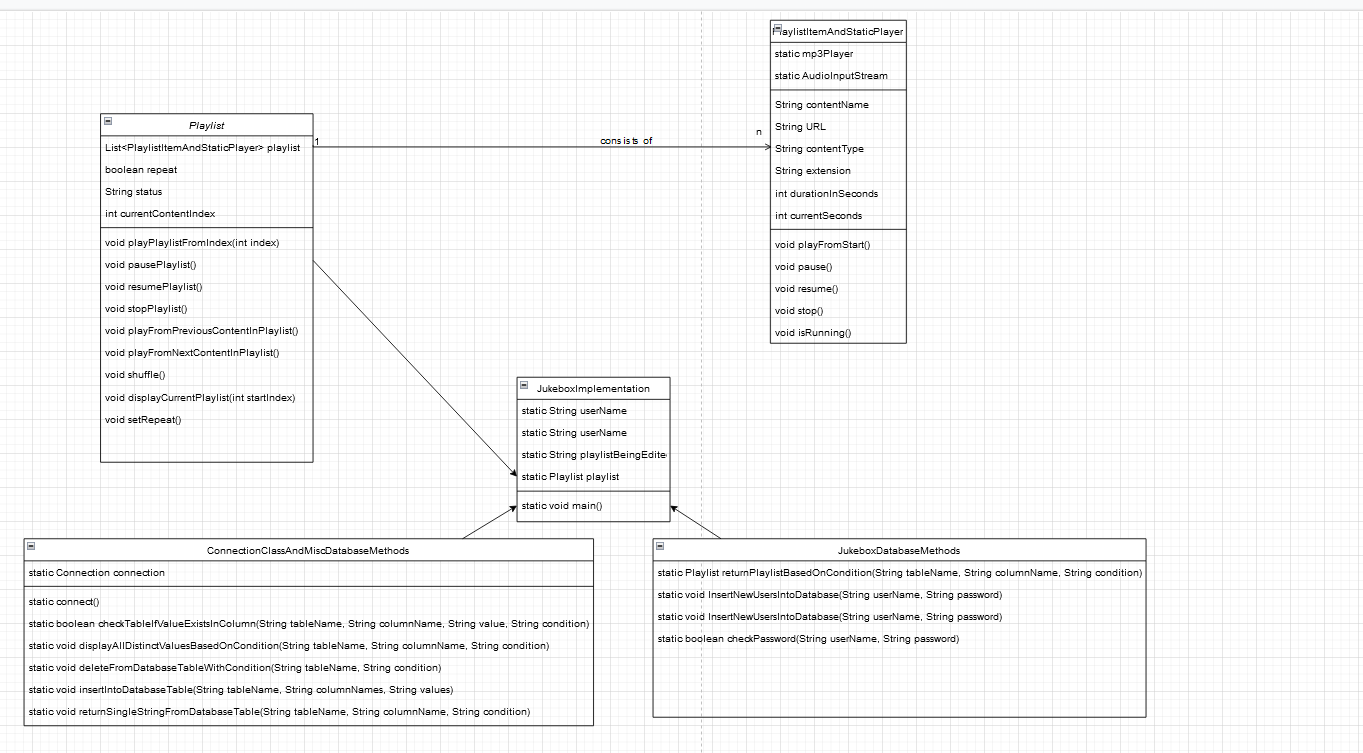 PlaylistItemAndStaticPlayer
static mp3Player
static AudioInputStream
String contentName
String URL
String contentType
String extension
int durationInSeconds
int currentSeconds
void playFromStart()
void pause()
void resume()
void stop()
void isRunning()
Playlist
List<PlaylistItemAndStaticPlayer> playlist
boolean repeat
String status
int currentContentIndex
void playPlaylistFromIndex(int index)
void pausePlaylist()
void resumePlaylist()
void stopPlaylist()
void playFromPreviousContentInPlaylist()
void playFromNextContentInPlaylist()
void shuffle()
void displayCurrentPlaylist(int startIndex)
void setRepeat()
1
consists of
n
JukeboxImplementation
static String userName
static String userName
static String playlistBeingEdite
static Playlist playlist
static void main()
ConnectionClassAndMiscDatabaseMethods
static Connection connection
static connect()
static boolean checkTableIfValueExistsInColumn(String tableName, String columnName, String value, String condition)
static void displayAllDistinctValuesBasedOnCondition(String tableName, String columnName, String condition)
static void deleteFromDatabaseTableWithCondition(String tableName, String condition)
static void insertIntoDatabaseTable(String tableName, String columnNames, String values)
static void returnSingleStringFromDatabaseTable(String tableName, String columnName, String condition)
JukeboxDatabaseMethods
static Playlist returnPlaylistBasedOnCondition(String tableName, String columnName, String condition)
static void InsertNewUsersIntoDatabase(String userName, String password)
static void InsertNewUsersIntoDatabase(String userName, String password)
static boolean checkPassword(String userName, String password)